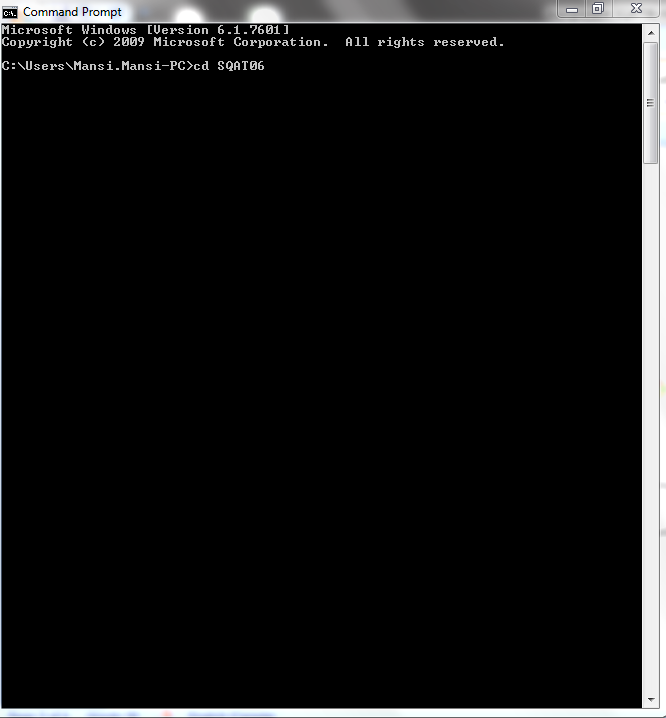 Command Prompt
Microsoft Windows [Version 6.1.7601]
Copyright (c) 2009 Microsoft Corporation.  All rights reserved.
C:\Users\Mansi.Mansi-PC>cd SQAT06